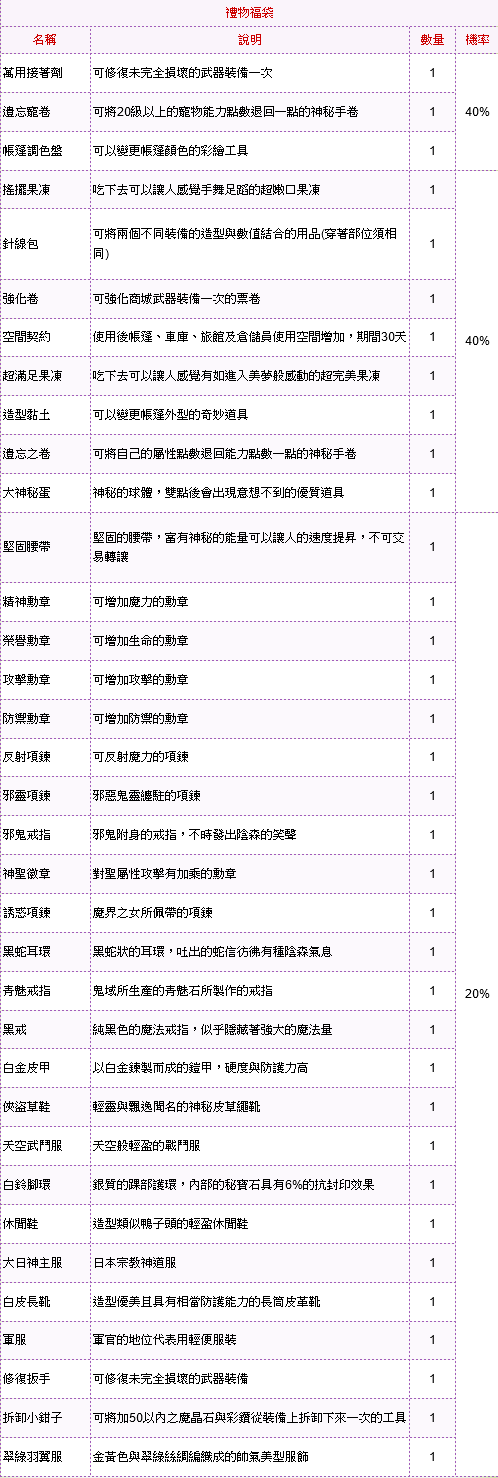 禮物福袋
名稱 說明 數量 機率
萬用接著劑 可修復未完全損壞的武器裝備一次 1
遺忘寵卷 可將20級以上的寵物能力點數退回一點的神秘手卷 1 40%
帳篷調色盤 可以變更帳篷顏色的彩繪工具 1
搖擺果凍 吃下去可以讓人感覺手舞足蹈的超嫩口果凍 1
針線包 可將兩個不同裝備的造型與數值結合的用品(穿著部位須相
同) 1
強化卷 可強化商城武器裝備一次的票卷 1
空間契約 使用後帳篷、車庫、旅館及倉儲員使用空間增加，期間30天 1 40%
超滿足果凍 吃下去可以讓人感覺有如進入美夢般感動的超完美果凍 1
造型黏土 可以變更帳篷外型的奇妙道具 1
遺忘之卷 可將自己的屬性點數退回能力點數一點的神秘手卷 1
大神秘蛋 神秘的球體，雙點後會出現意想不到的優質道具 1
堅固腰帶 堅固的腰帶，富有神秘的能量可以讓人的速度提昇，不可交
易轉讓 1
精神勳章 可增加魔力的勳章 1
榮譽勳章 可增加生命的勳章 1
攻擊勳章 可增加攻擊的勳章 1
防禦勳章 可增加防禦的勳章 1
反射項鍊 可反射魔力的項鍊 1
邪靈項鍊 邪惡鬼靈纏駐的項鍊 1
邪鬼戒指 邪鬼附身的戒指，不時發出陰森的笑聲 1
神聖徽章 對聖屬性攻擊有加乘的勳章 1
誘惑項鍊 魔界之女所佩帶的項鍊 1
黑蛇耳環 黑蛇狀的耳環，吐出的蛇信彷彿有種陰森氣息 1
青魅戒指 鬼域所生產的青魅石所製作的戒指 1 20%
黑戒 純黑色的魔法戒指，似乎隱藏著強大的魔法量 1
白金皮甲 以白金鍊製而成的鎧甲，硬度與防護力高 1
俠盜草鞋 輕靈與飄逸聞名的神秘皮草繩靴 1
天空武鬥服 天空般輕盈的戰鬥服 1
白鈴腳環 銀質的踝部護環，內部的秘寶石具有6%的抗封印效果 1
休閒鞋 造型類似鴨子頭的輕盈休閒鞋 1
大日神主服 日本宗教神道服 1
白皮長靴 造型優美且具有相當防護能力的長筒皮革靴 1
軍服 軍官的地位代表用輕便服裝 1
修復扳手 可修復未完全損壞的武器裝備 1
拆卸小鉗子 可將加50以內之魔晶石與彩鑽從裝備上拆卸下來一次的工具 1
翠綠羽翼服 金黃色與翠綠絲綢編織成的帥氣美型服飾 1